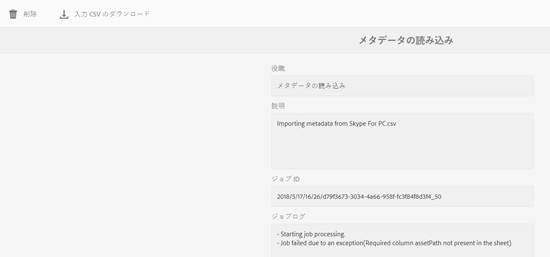 削除 入力 CSV のダウンロード
メタデータの読み込み
役職
メタデータの読み込み
説明
Importing metadata from Skype For PC.csv
ジョブ ID
2018/5/17/16/26/d79f3673-3034-4a66-958f-fc3f84f8d3f4_50
ジョブログ
- Starting job processing.
- Job failed due to an exception(Required column assetPath not present in the sheet).